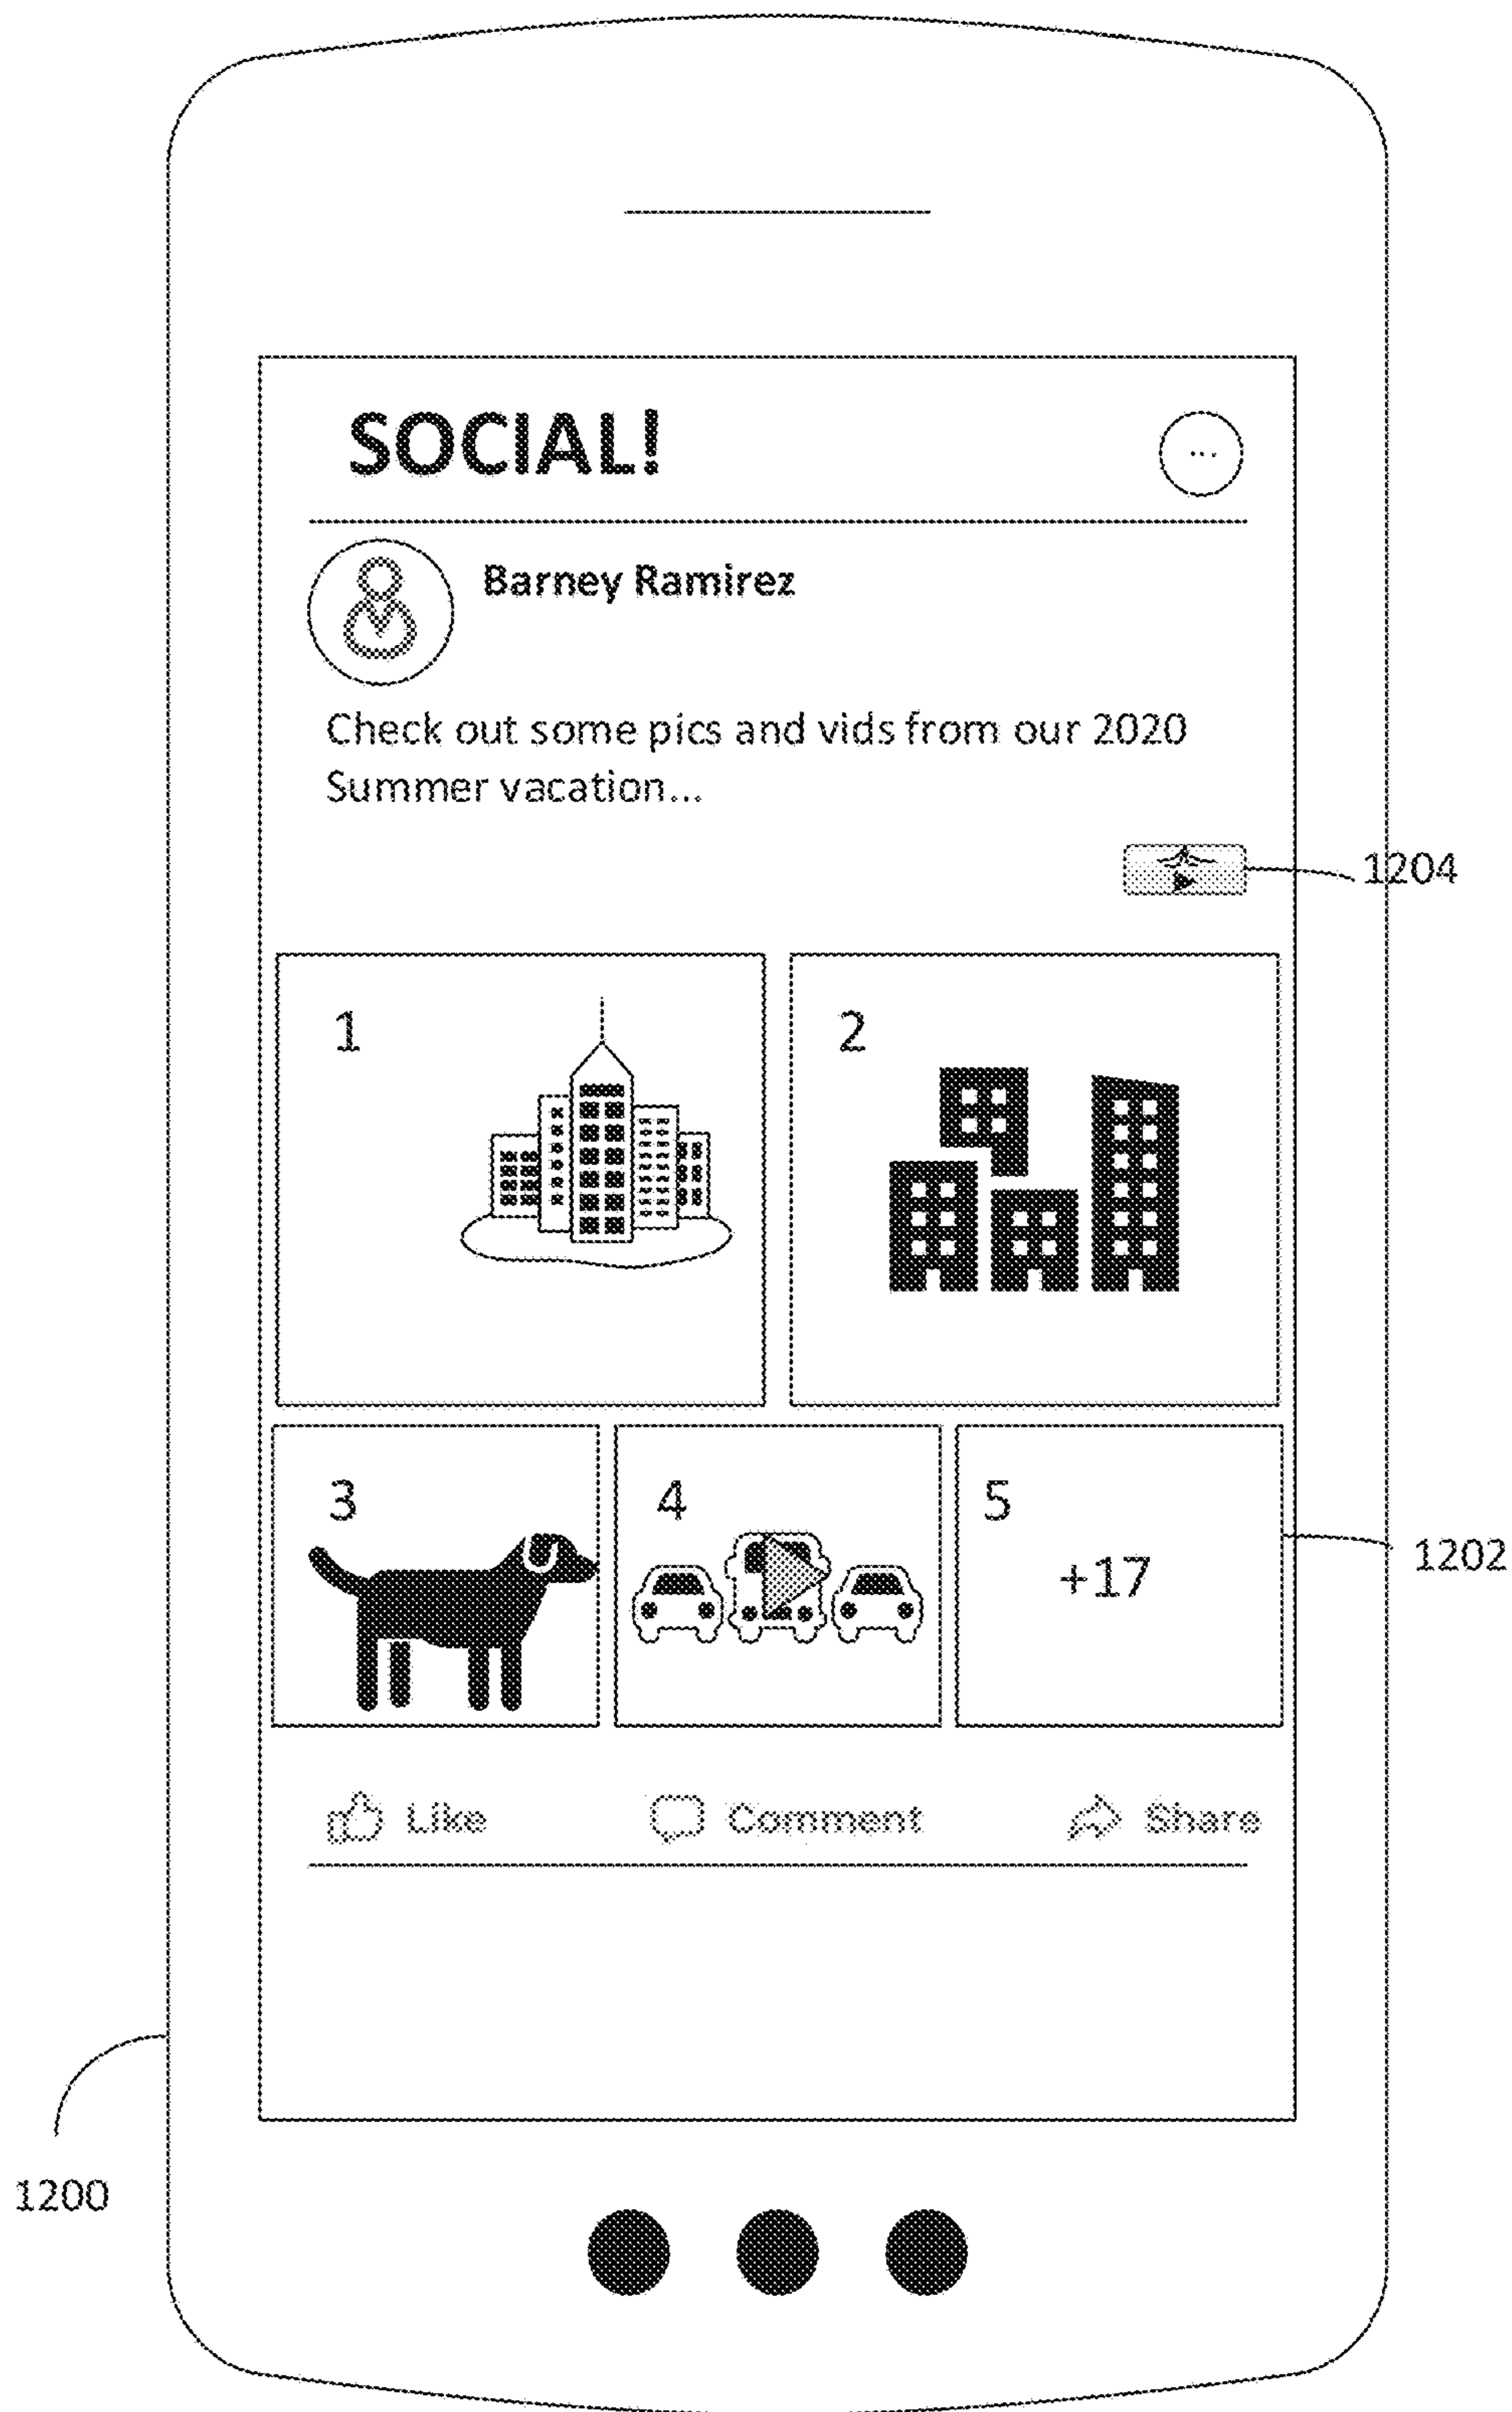 SOCIAL!
...
Barney Ramirez
Check out some pics and vids from our 2020
Summer vacation...
1204
1
2
3
4
5
+17
1202
Like
Comment
Share
1200